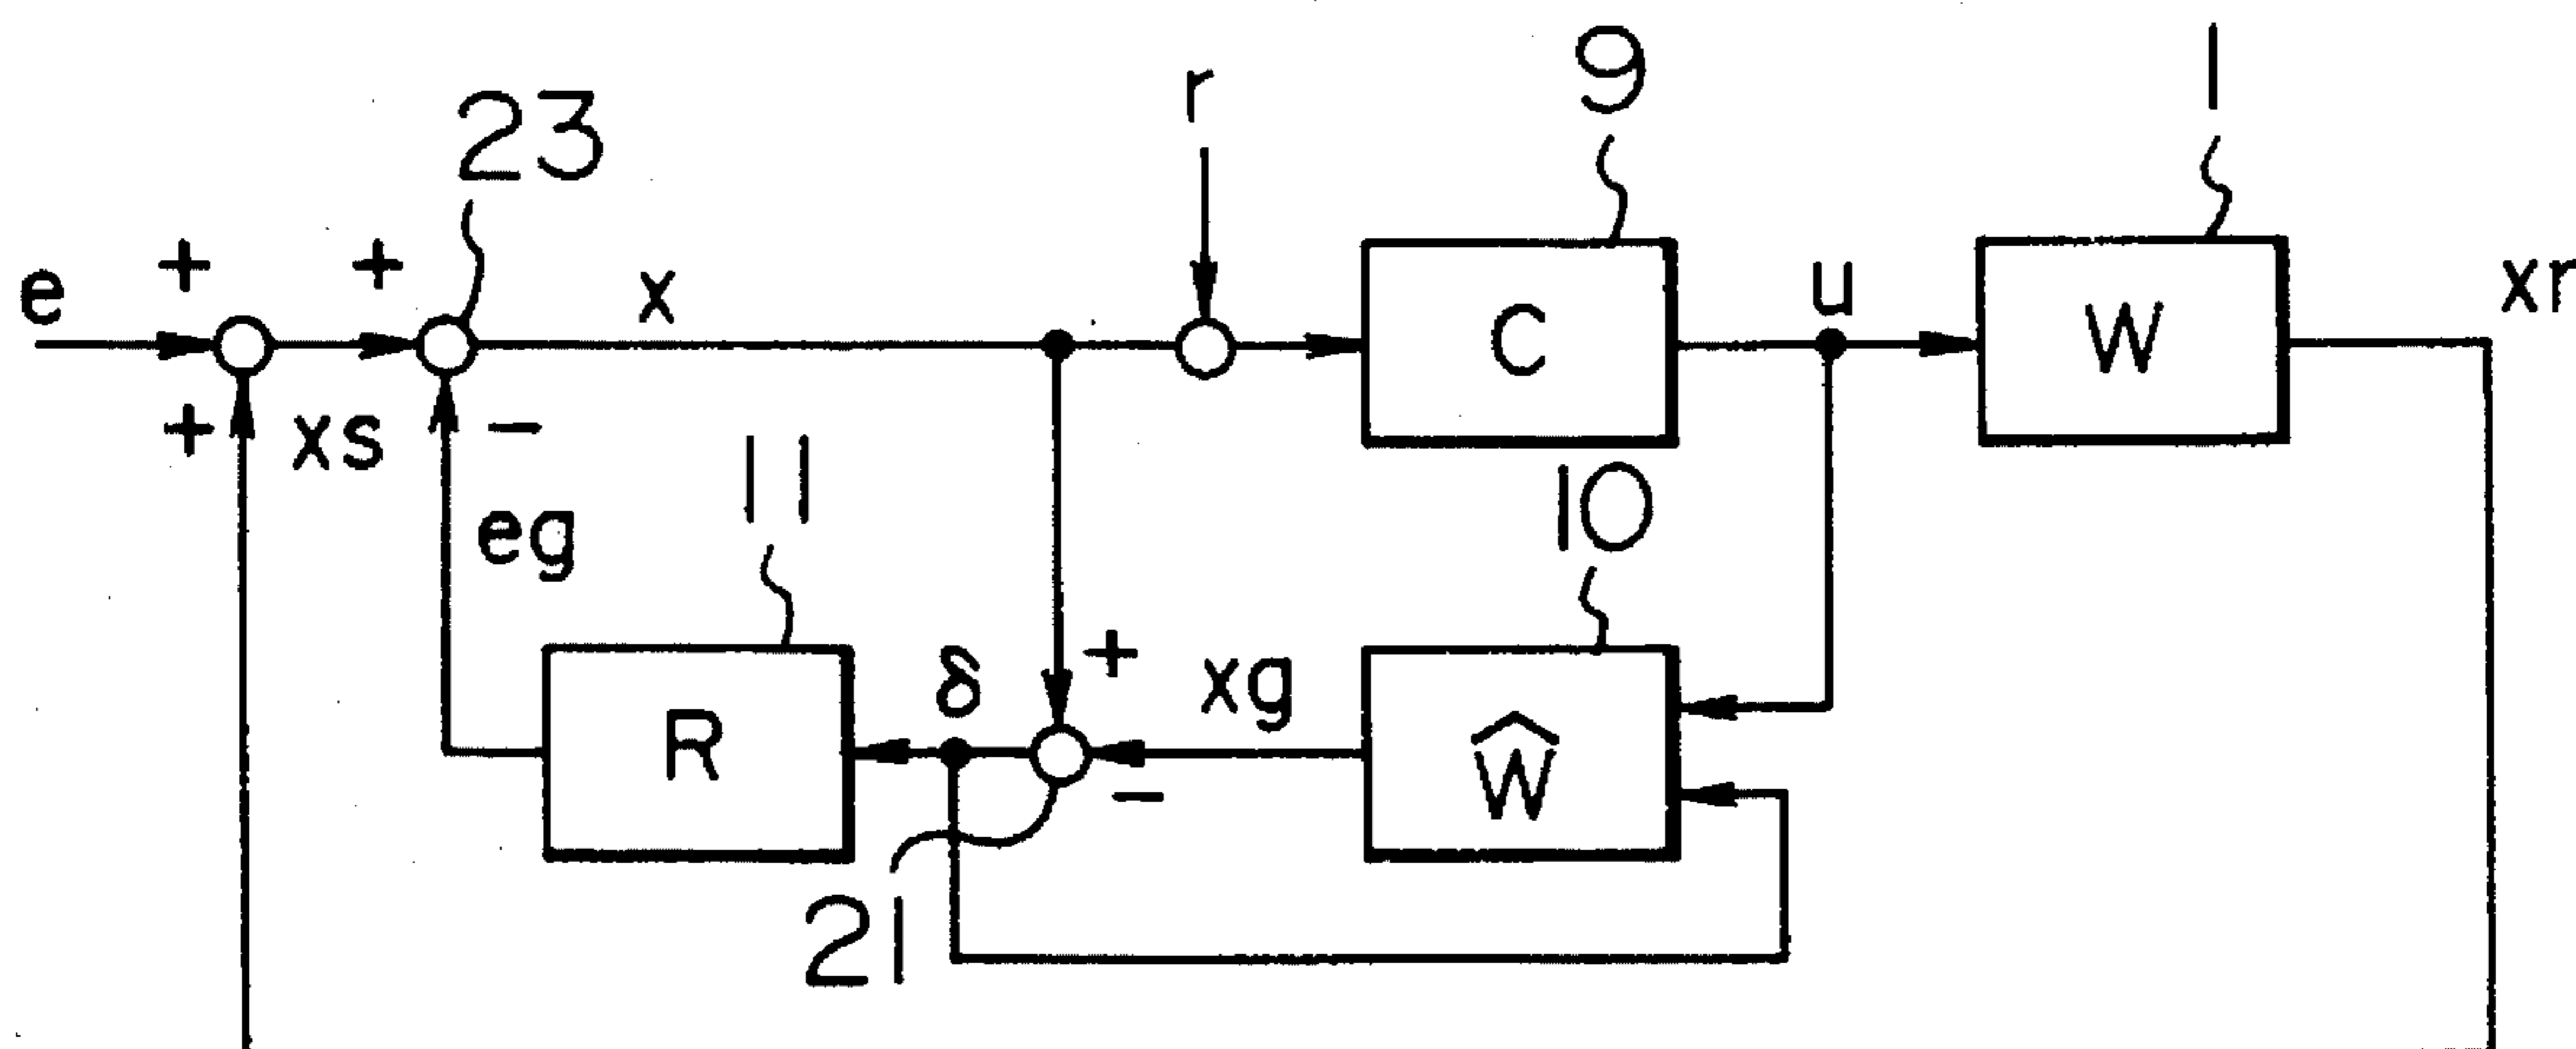 23
r
9
1
e
+
+
x
C
u
W
xr
+
xs
-
eg
11
10
R
δ
+
xg
-
Ŵ
21